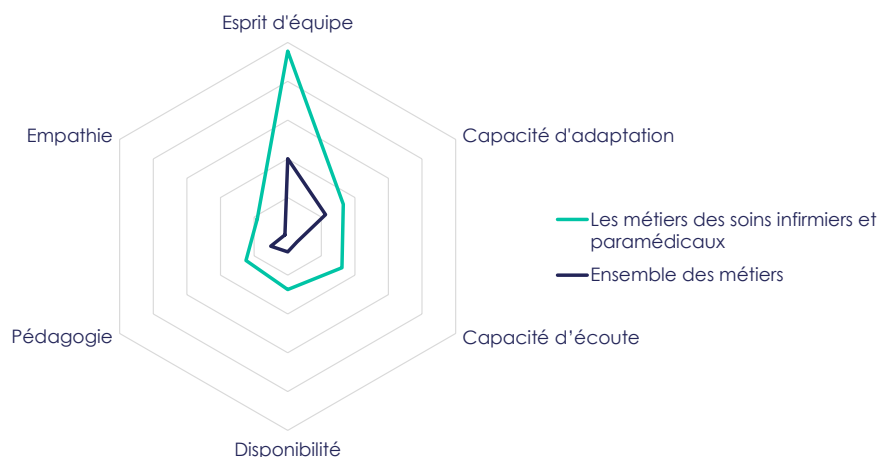 Esprit d'équipe
Empathie
Capacité d'adaptation
Les métiers des soins infirmiers et
paramédicaux
Ensemble des métiers
Pédagogie
Capacité d’écoute
Disponibilité